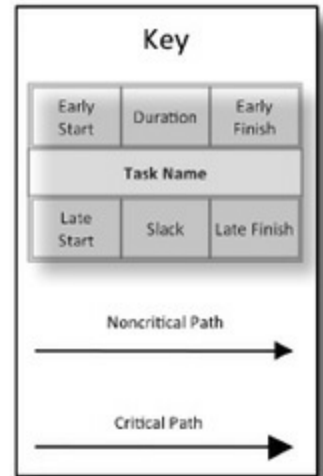 Key
Early Start
Duration
Early Finish
Task Name
Late Start
Slack
Late Finish
Noncritical Path
Critical Path